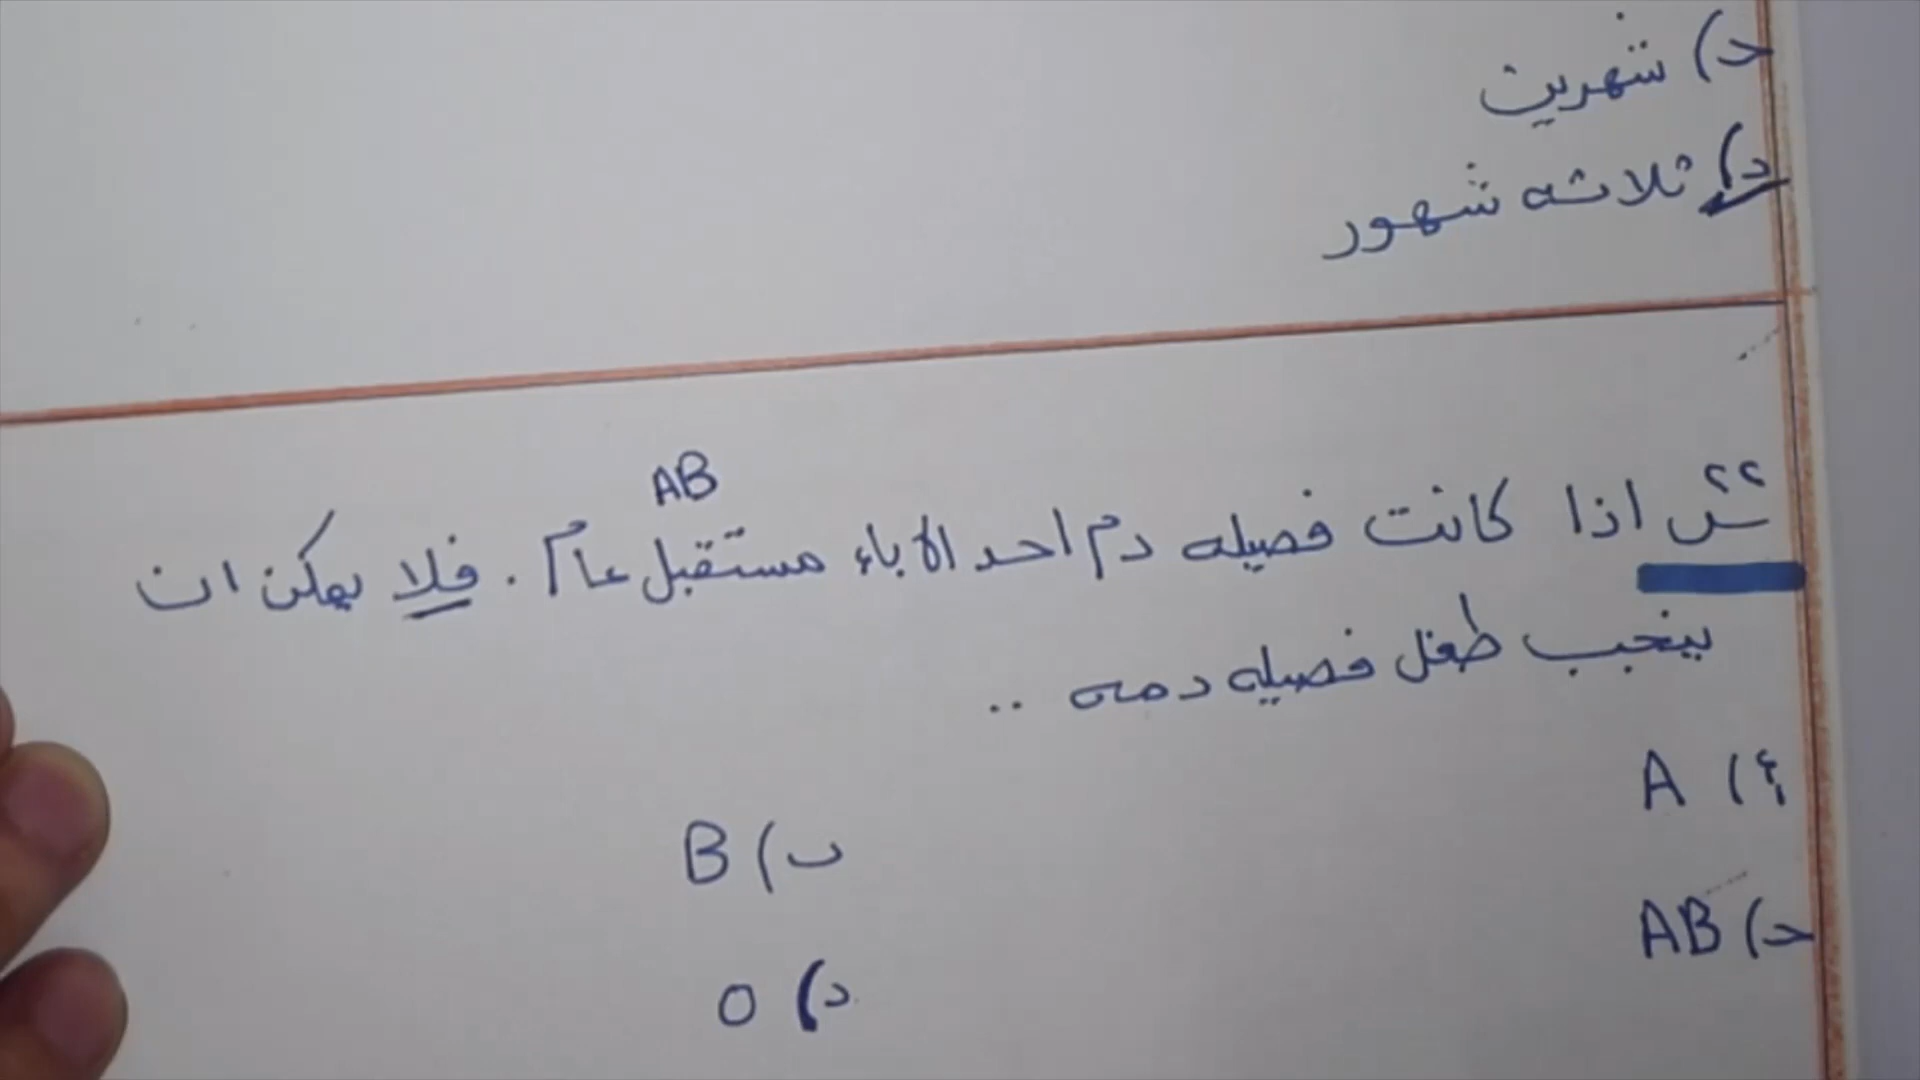 ح) شهرين
د) ثلاثه شهور
AB
س٢٢ اذا كانت فصيله دم احد الاباء مستقبل عام . فلا يمكن ان
ينجب طفل فصيله دمه ..
أ) A
ب) B
ح) AB
د) O